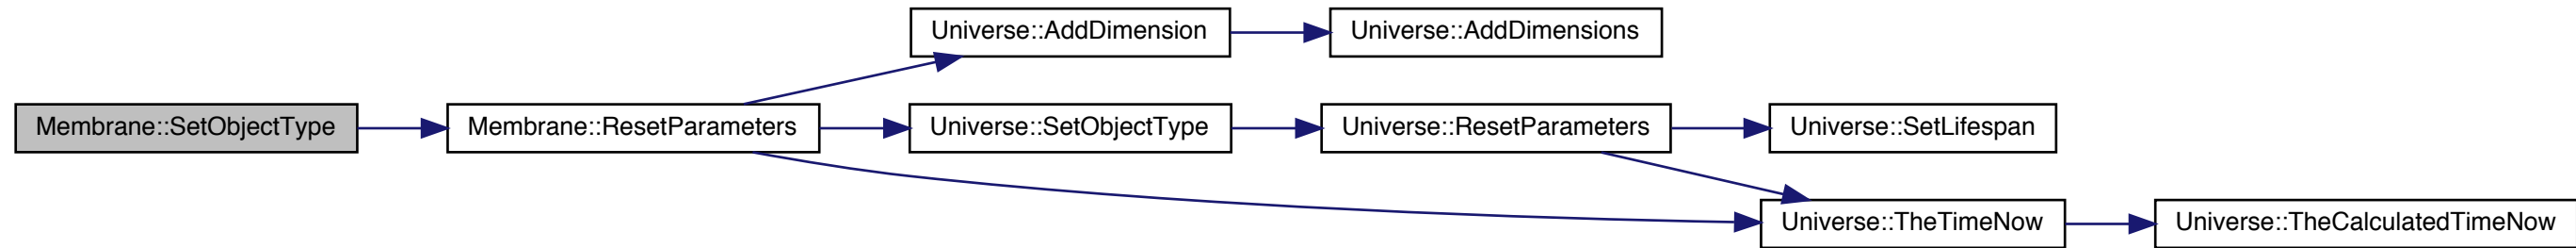 Universe::AddDimension
Universe::AddDimensions
Membrane::SetObjectType
Membrane::ResetParameters
Universe::SetObjectType
Universe::ResetParameters
Universe::SetLifespan
Universe::TheTimeNow
Universe::TheCalculatedTimeNow